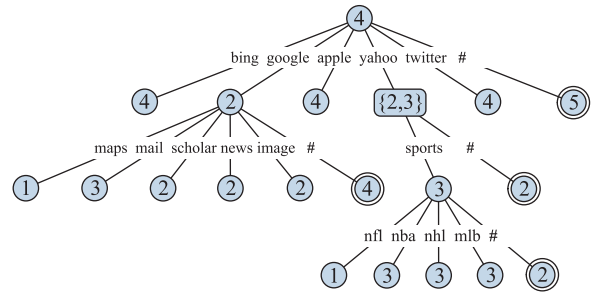 4
bing google apple yahoo twitter #
4 2 4 {2,3} 4 5
maps mail scholar news image # sports #
1 3 2 2 2 4 3 2
nfl nba nhl mlb #
1 3 3 3 2